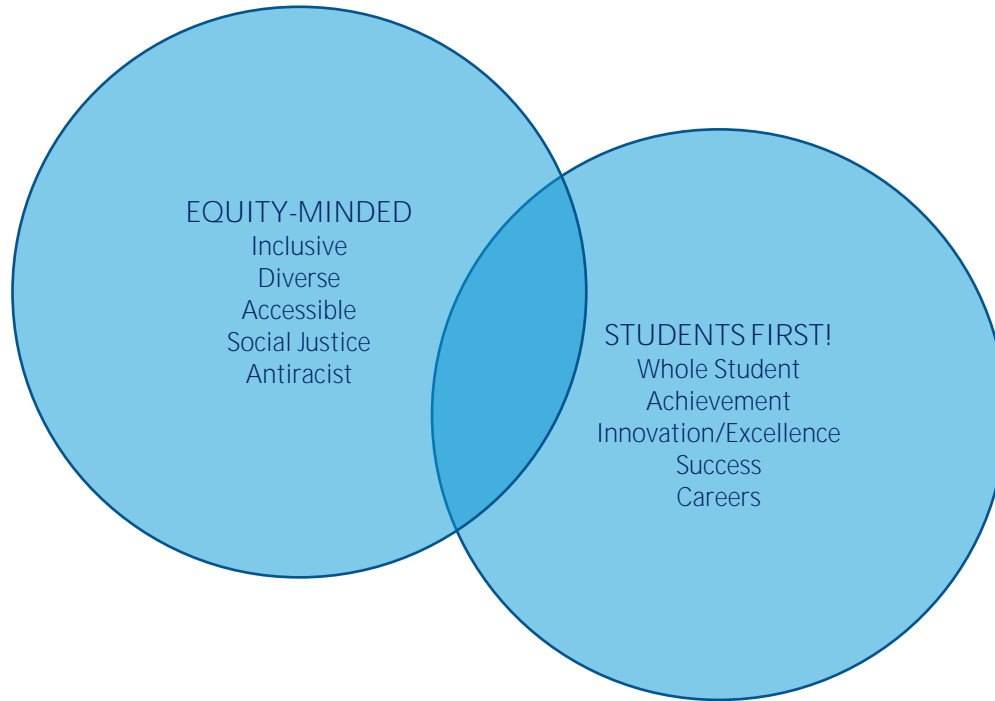 EQUITY-MINDED
Inclusive
Diverse
Accessible
Social Justice
Antiracist
STUDENTS FIRST!
Whole Student
Achievement
Innovation/Excellence
Success
Careers